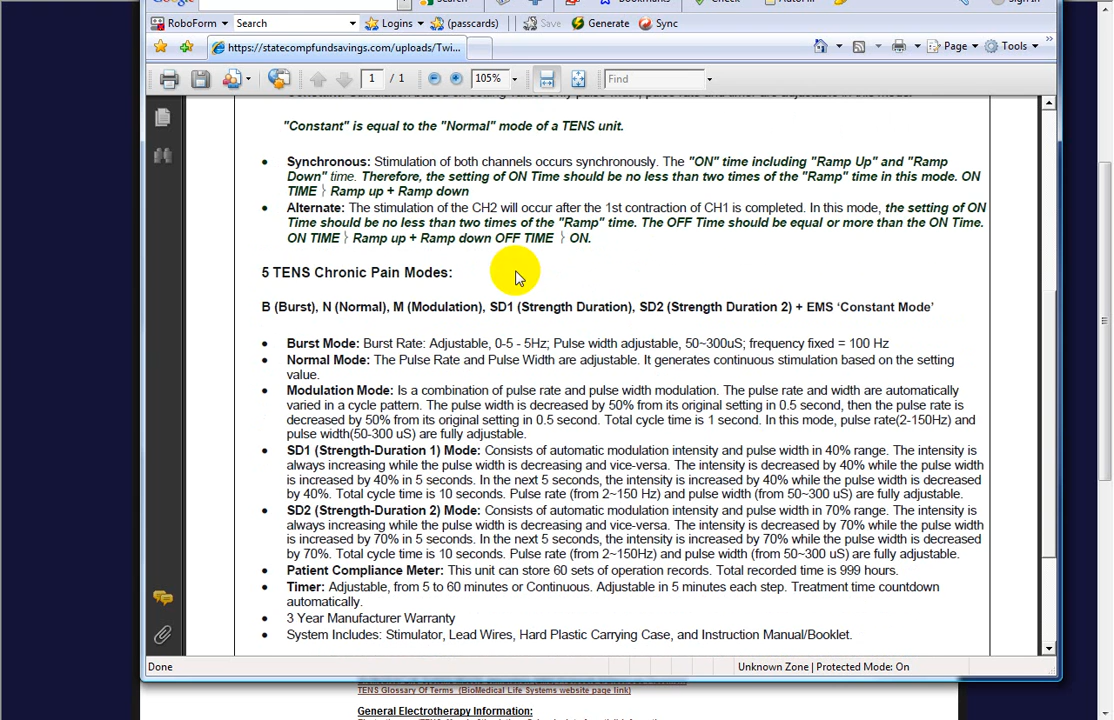 Google
Search
Bookmarks
Check
AutoFill
Sign In
RoboForm Search Logins (passcards) Save Generate Sync
https://statecompfundsavings.com/uploads/Twi... Page Tools
1 / 1 105% Find
"Constant" is equal to the "Normal" mode of a TENS unit.
• Synchronous: Stimulation of both channels occurs synchronously. The "ON" time including "Ramp Up" and "Ramp
Down" time. Therefore, the setting of ON Time should be no less than two times of the "Ramp" time in this mode. ON
TIME } Ramp up + Ramp down
• Alternate: The stimulation of the CH2 will occur after the 1st contraction of CH1 is completed. In this mode, the setting of ON
Time should be no less than two times of the "Ramp" time. The OFF Time should be equal or more than the ON Time.
ON TIME } Ramp up + Ramp down OFF TIME } ON.
5 TENS Chronic Pain Modes:
B (Burst), N (Normal), M (Modulation), SD1 (Strength Duration), SD2 (Strength Duration 2) + EMS ‘Constant Mode’
• Burst Mode: Burst Rate: Adjustable, 0-5 - 5Hz; Pulse width adjustable, 50~300uS; frequency fixed = 100 Hz
• Normal Mode: The Pulse Rate and Pulse Width are adjustable. It generates continuous stimulation based on the setting
value.
• Modulation Mode: Is a combination of pulse rate and pulse width modulation. The pulse rate and width are automatically
varied in a cycle pattern. The pulse width is decreased by 50% from its original setting in 0.5 second, then the pulse rate is
decreased by 50% from its original setting in 0.5 second. Total cycle time is 1 second. In this mode, pulse rate(2-150Hz) and
pulse width(50-300 uS) are fully adjustable.
• SD1 (Strength-Duration 1) Mode: Consists of automatic modulation intensity and pulse width in 40% range. The intensity is
always increasing while the pulse width is decreasing and vice-versa. The intensity is decreased by 40% while the pulse width
is increased by 40% in 5 seconds. In the next 5 seconds, the intensity is increased by 40% while the pulse width is decreased
by 40%. Total cycle time is 10 seconds. Pulse rate (from 2~150 Hz) and pulse width (from 50~300 uS) are fully adjustable.
• SD2 (Strength-Duration 2) Mode: Consists of automatic modulation intensity and pulse width in 70% range. The intensity is
always increasing while the pulse width is decreasing and vice-versa. The intensity is decreased by 70% while the pulse width
is increased by 70% in 5 seconds. In the next 5 seconds, the intensity is increased by 70% while the pulse width is decreased
by 70%. Total cycle time is 10 seconds. Pulse rate (from 2~150Hz) and pulse width (from 50~300 uS) are fully adjustable.
• Patient Compliance Meter: This unit can store 60 sets of operation records. Total recorded time is 999 hours.
• Timer: Adjustable, from 5 to 60 minutes or Continuous. Adjustable in 5 minutes each step. Treatment time countdown
automatically.
• 3 Year Manufacturer Warranty
• System Includes: Stimulator, Lead Wires, Hard Plastic Carrying Case, and Instruction Manual/Booklet.
Done Unknown Zone | Protected Mode: On
TENS Glossary Of Terms (BioMedical Life Systems website page link)
General Electrotherapy Information: